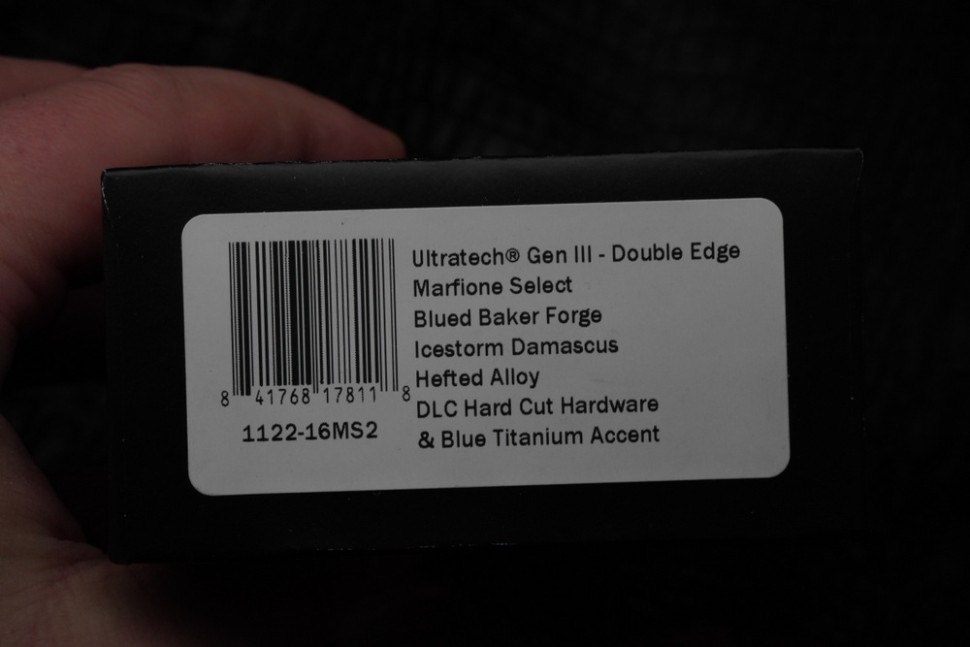 Ultratech® Gen III - Double Edge
Marfione Select
Blued Baker Forge
Icestorm Damascus
Hefted Alloy
DLC Hard Cut Hardware
& Blue Titanium Accent
8 41768 17811 8
1122-16MS2